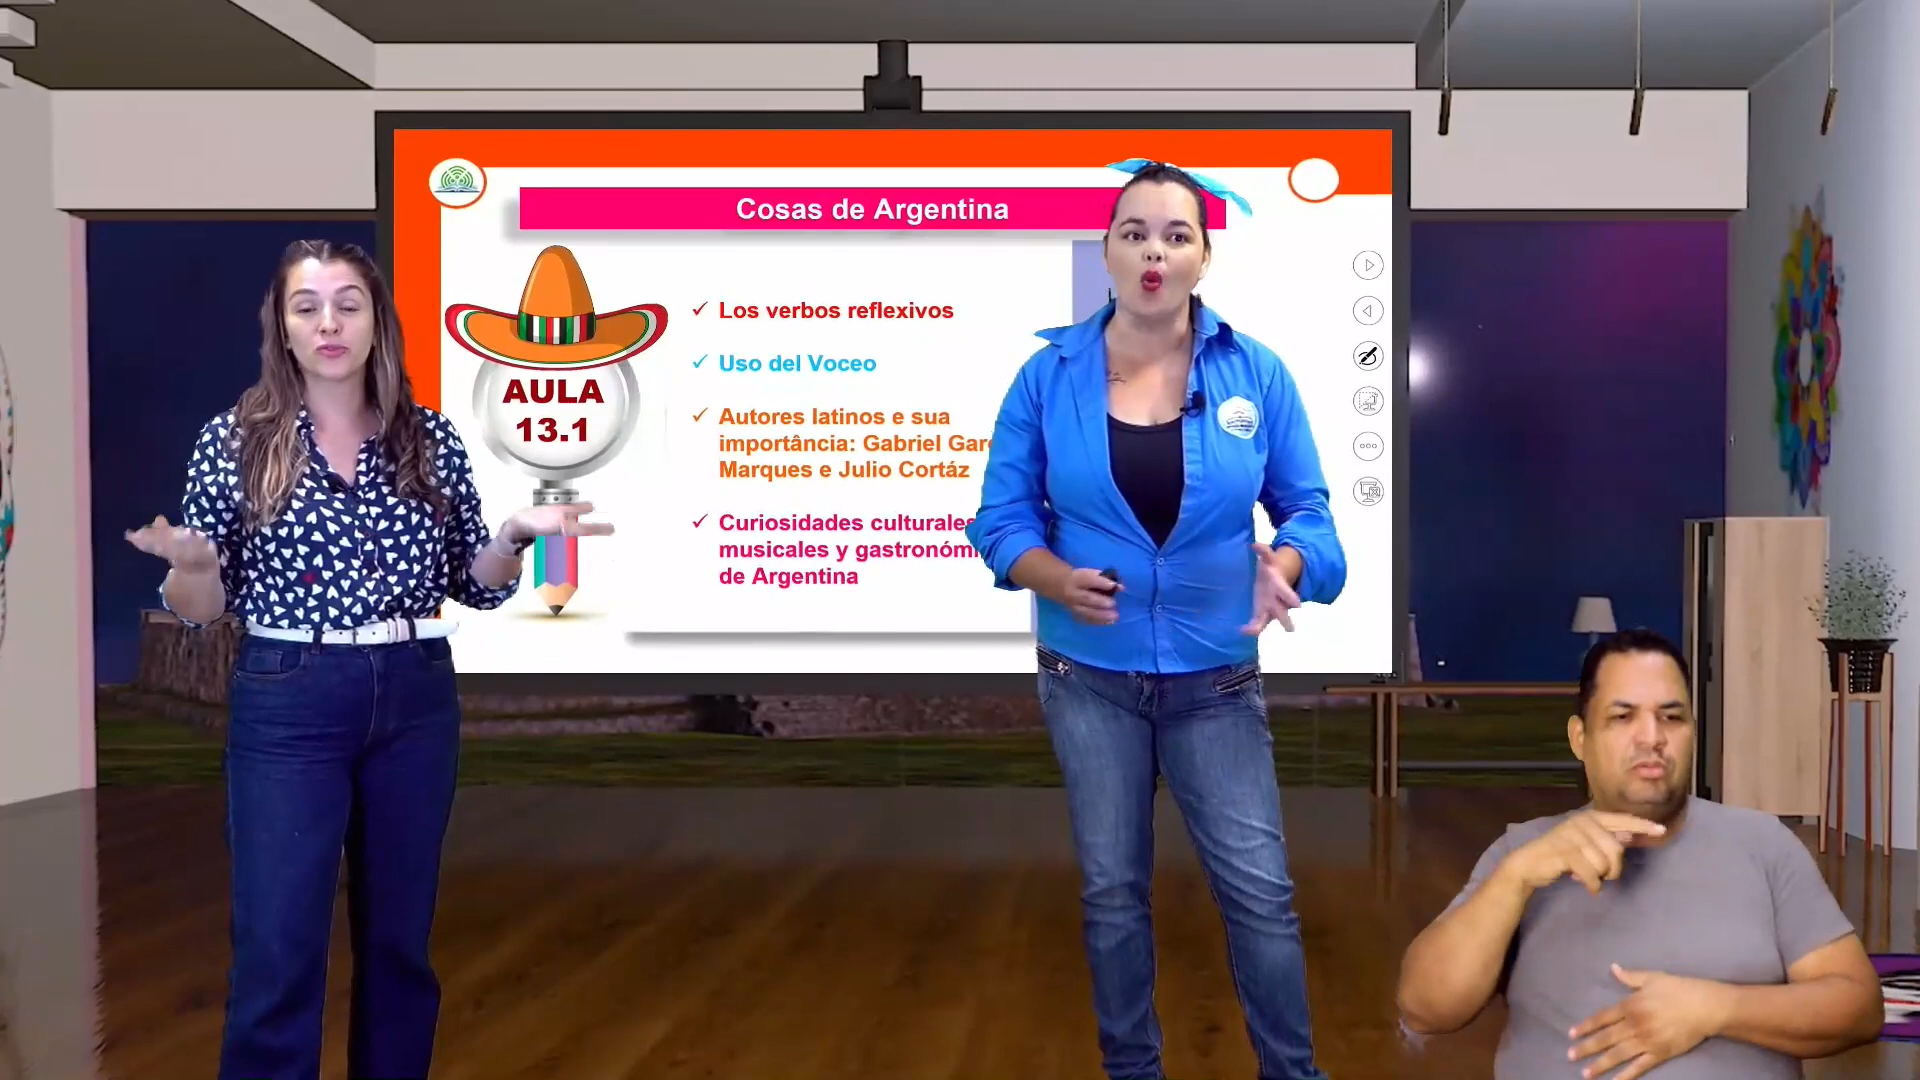 Cosas de Argentina
AULA
13.1
✓ Los verbos reflexivos
✓ Uso del Voceo
✓ Autores latinos e sua
importância: Gabriel
Marques e Julio Cortáz
✓ Curiosidades culturales
musicales y
de Argentina